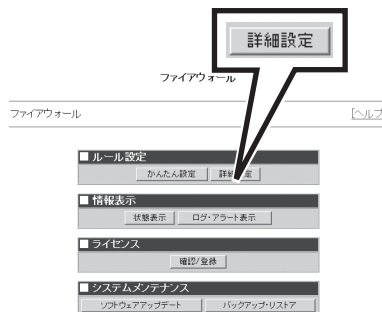 詳細設定
ファイアウォール
ファイアウォール [ヘルプ
■ ルール設定
かんたん設定 詳細 定
■ 情報表示
状態表示 ログ・アラート表示
■ ライセンス
確認/登録
■ システムメンテナンス
ソフトウェアアップデート バックアップ・リストア